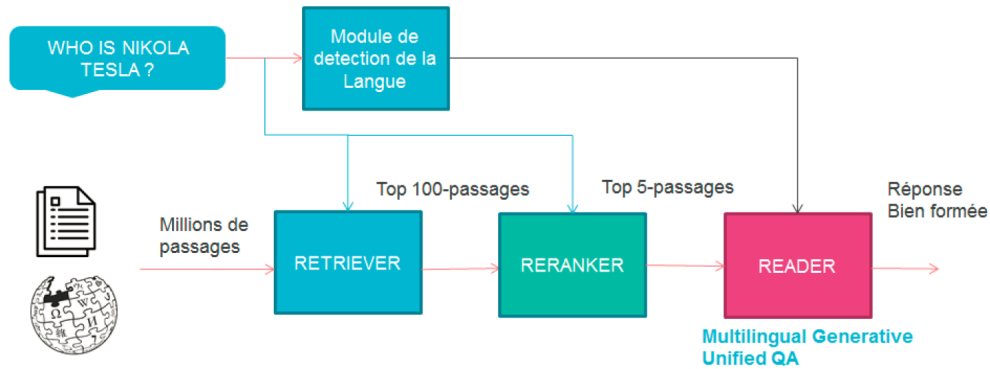 WHO IS NIKOLA
TESLA ?
Module de
detection de la
Langue
Millions de
passages
RETRIEVER
Top 100-passages
RERANKER
Top 5-passages
READER
Réponse
Bien formée
Multilingual Generative
Unified QA